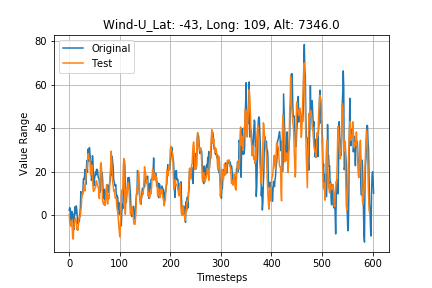 Wind-U_Lat: -43, Long: 109, Alt: 7346.0
Original
Test
Value Range
80
60
40
20
0
0 100 200 300 400 500 600
Timesteps